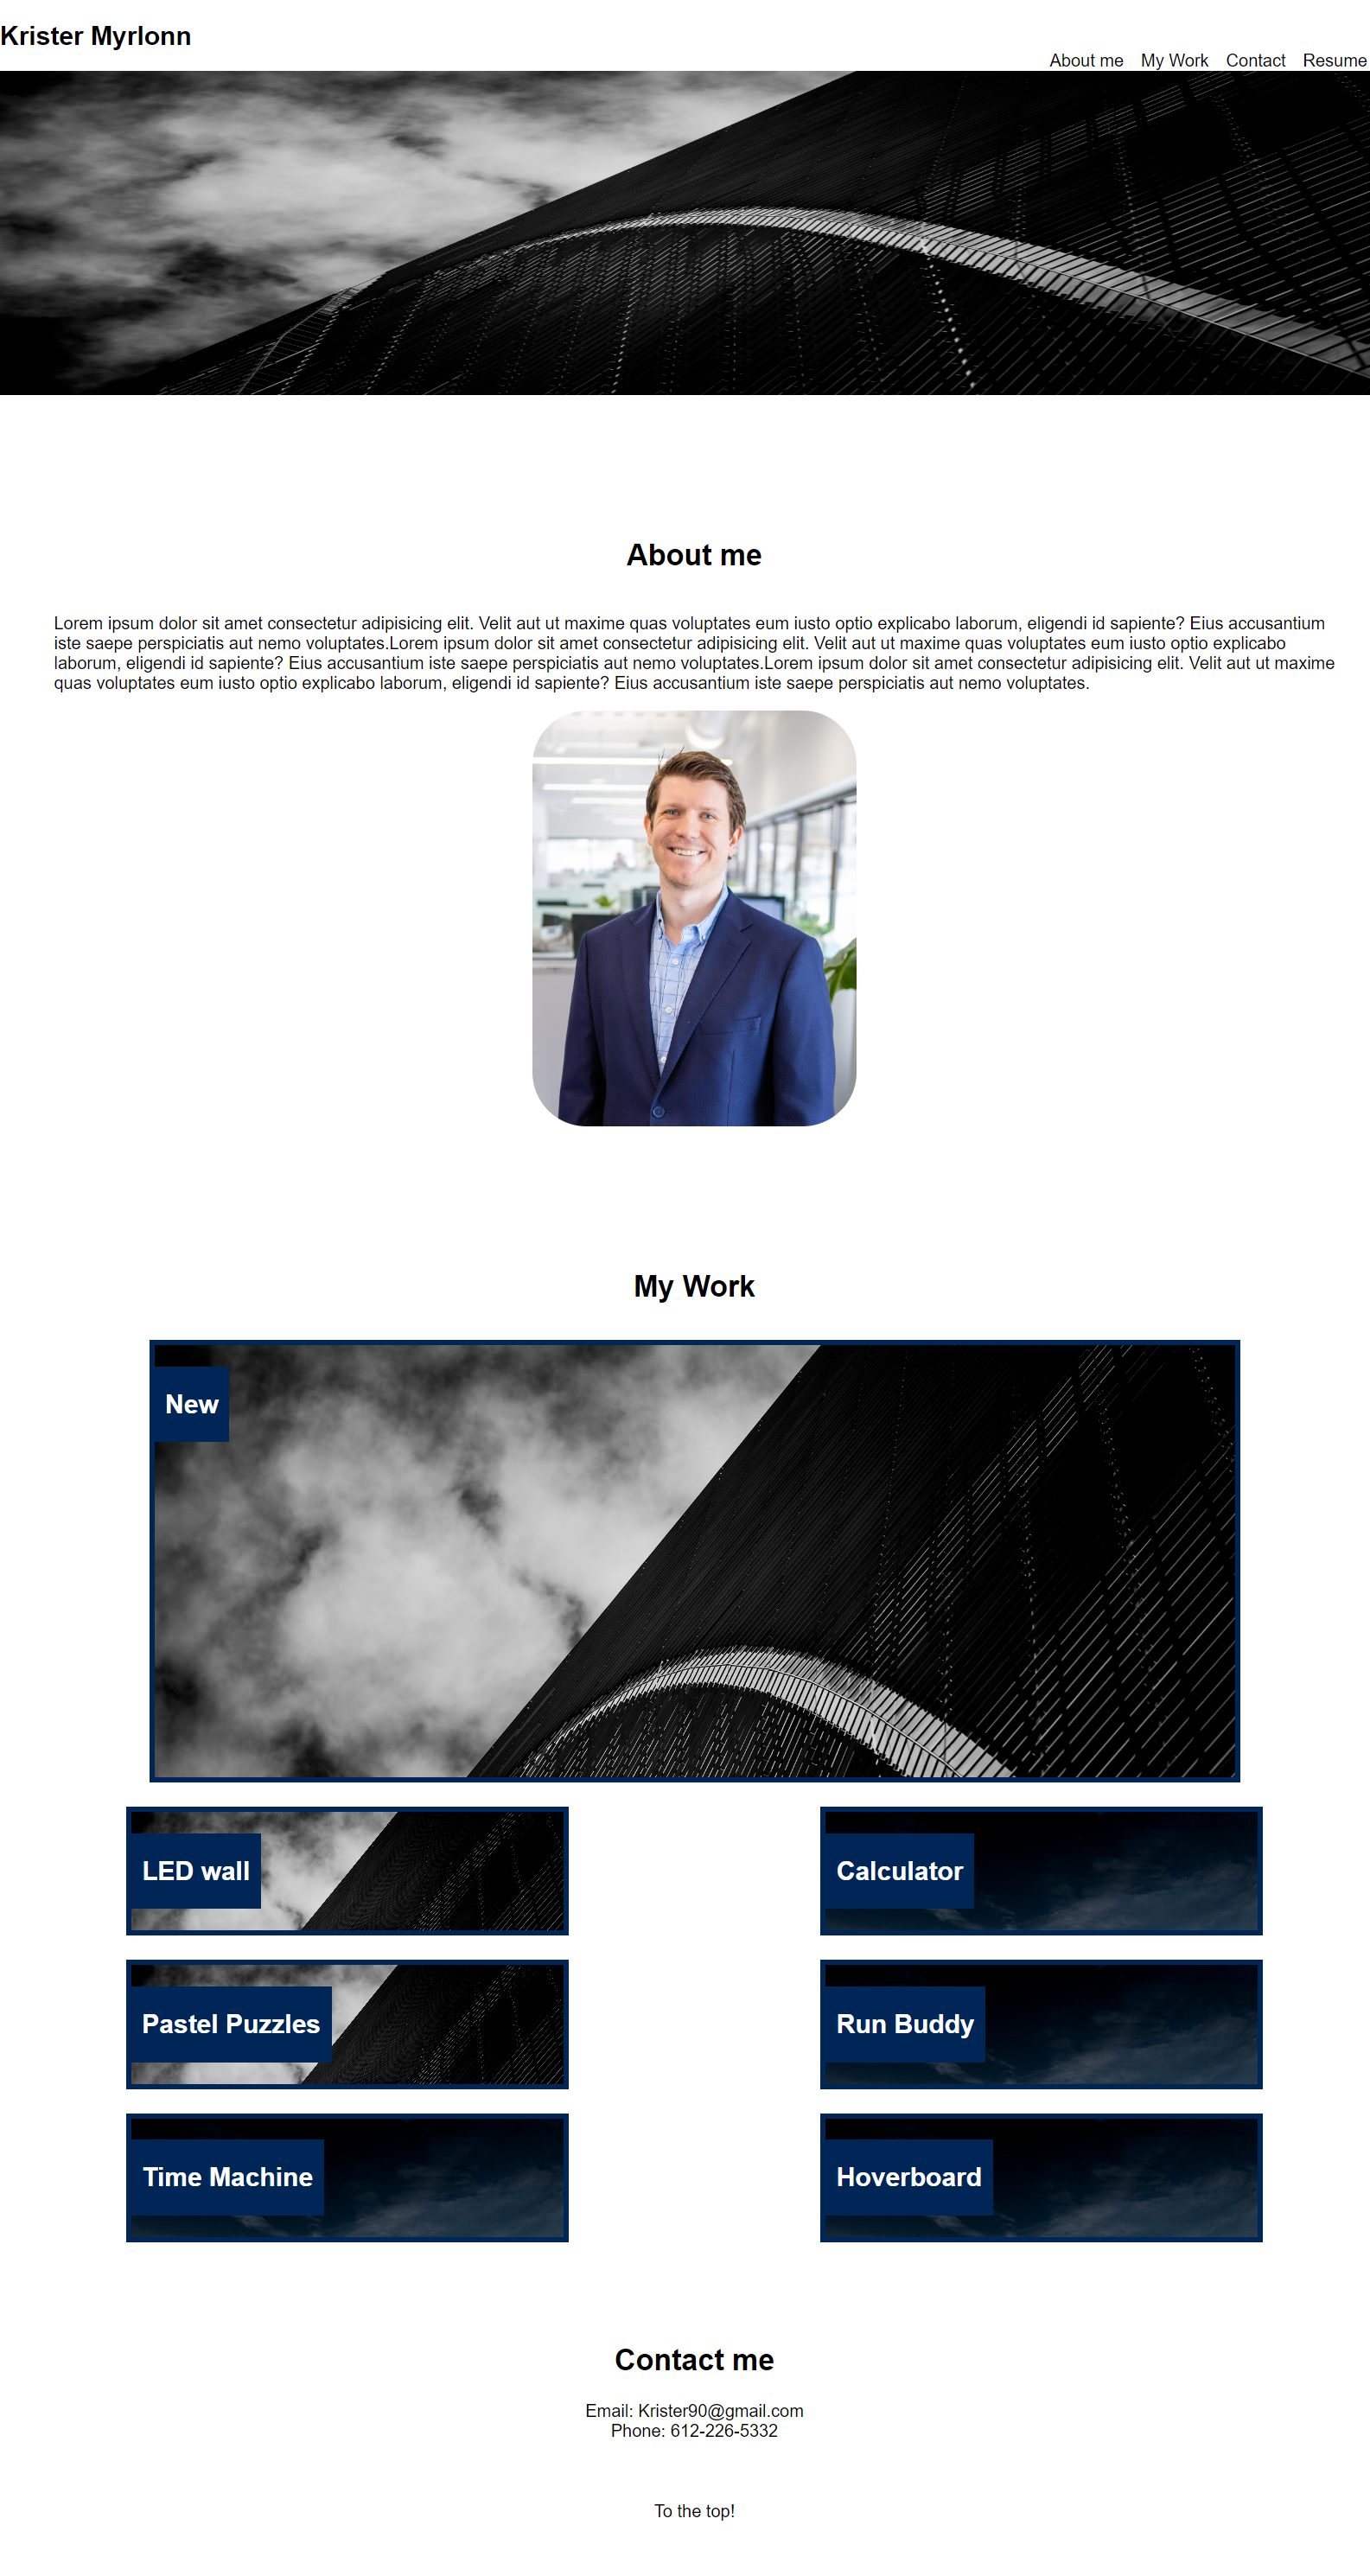 Krister Myrlonn
About me My Work Contact Resume
About me
Lorem ipsum dolor sit amet consectetur adipisicing elit. Velit aut ut maxime quas voluptates eum iusto optio explicabo laborum, eligendi id sapiente? Eius accusantium
iste saepe perspiciatis aut nemo voluptates.Lorem ipsum dolor sit amet consectetur adipisicing elit. Velit aut ut maxime quas voluptates eum iusto optio explicabo
laborum, eligendi id sapiente? Eius accusantium iste saepe perspiciatis aut nemo voluptates.Lorem ipsum dolor sit amet consectetur adipisicing elit. Velit aut ut maxime
quas voluptates eum iusto optio explicabo laborum, eligendi id sapiente? Eius accusantium iste saepe perspiciatis aut nemo voluptates.
My Work
New
LED wall
Calculator
Pastel Puzzles
Run Buddy
Time Machine
Hoverboard
Contact me
Email: Krister90@gmail.com
Phone: 612-226-5332
To the top!